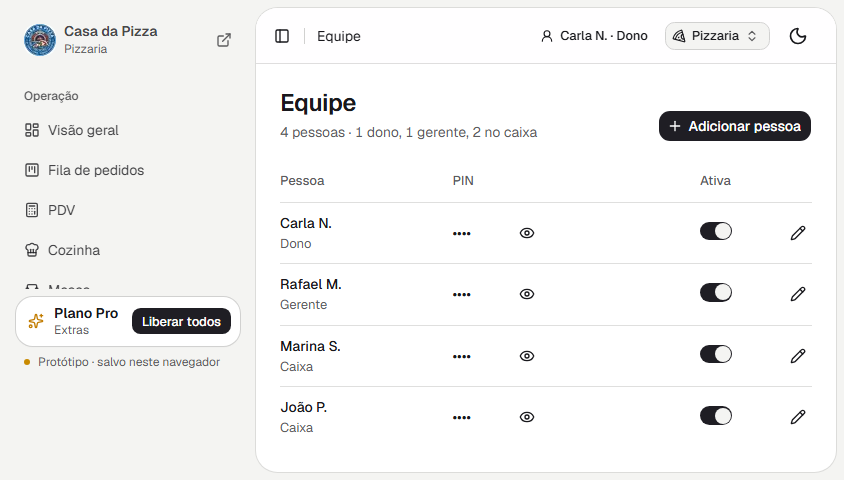 Casa da Pizza
Pizzaria
Operação
Visão geral
Fila de pedidos
PDV
Cozinha
Mesas
Plano Pro
Extras
Liberar todos
Protótipo · salvo neste navegador
Equipe
Carla N. · Dono
Pizzaria
Equipe
4 pessoas · 1 dono, 1 gerente, 2 no caixa
Adicionar pessoa
Pessoa PIN Ativa
Carla N.
Dono
••••
Rafael M.
Gerente
••••
Marina S.
Caixa
••••
João P.
Caixa
••••